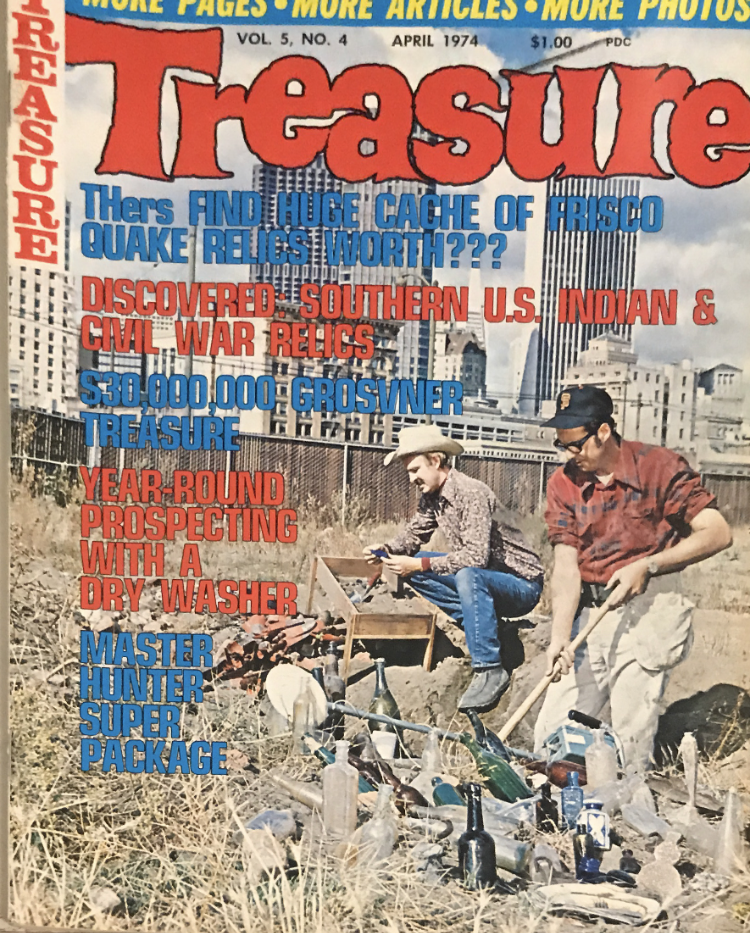 MORE PAGES • MORE ARTICLES • MORE PHOTOS
TREASURE
VOL. 5, NO. 4 APRIL 1974 $1.00 PDC
Treasure
THers FIND HUGE CACHE OF FRISCO
QUAKE RELICS WORTH???
DISCOVERED: SOUTHERN U.S. INDIAN &
CIVIL WAR RELICS
$30,000,000 GROSVNER
TREASURE
YEAR-ROUND
PROSPECTING
WITH A
DRY WASHER
MASTER
HUNTER
SUPER
PACKAGE